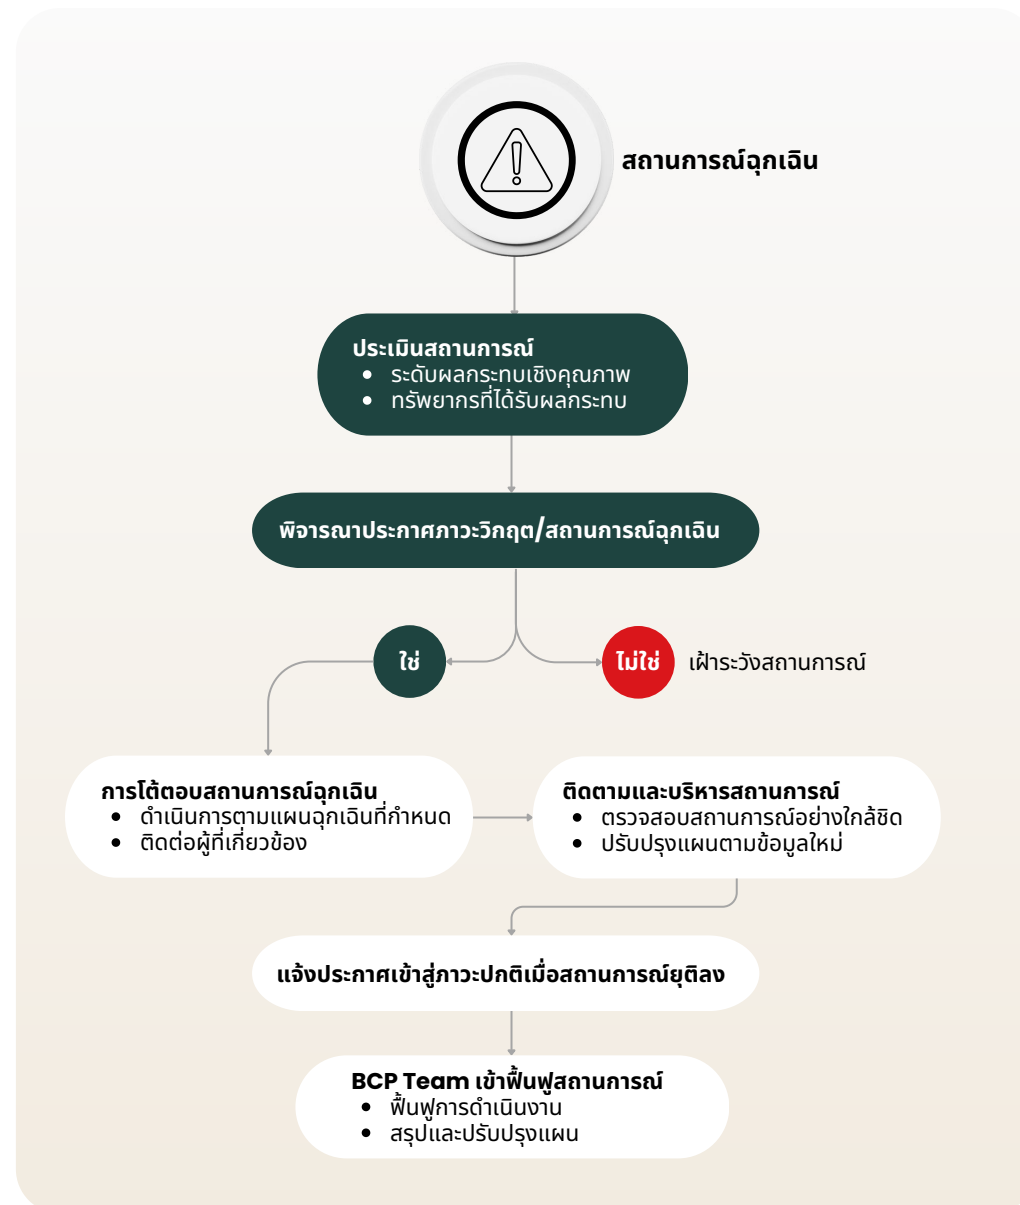 สถานการณ์ฉุกเฉิน
ประเมินสถานการณ์
• ระดับผลกระทบเชิงคุณภาพ
• ทรัพยากรที่ได้รับผลกระทบ
พิจารณาประกาศภาวะวิกฤต/สถานการณ์ฉุกเฉิน
ใช่
ไม่ใช่
เฝ้าระวังสถานการณ์
การโต้ตอบสถานการณ์ฉุกเฉิน
• ดำเนินการตามแผนฉุกเฉินที่กำหนด
• ติดต่อผู้ที่เกี่ยวข้อง
ติดตามและบริหารสถานการณ์
• ตรวจสอบสถานการณ์อย่างใกล้ชิด
• ปรับปรุงแผนตามข้อมูลใหม่
แจ้งประกาศเข้าสู่ภาวะปกติเมื่อสถานการณ์ยุติลง
BCP Team เข้าฟื้นฟูสถานการณ์
• ฟื้นฟูการดำเนินงาน
• สรุปและปรับปรุงแผน